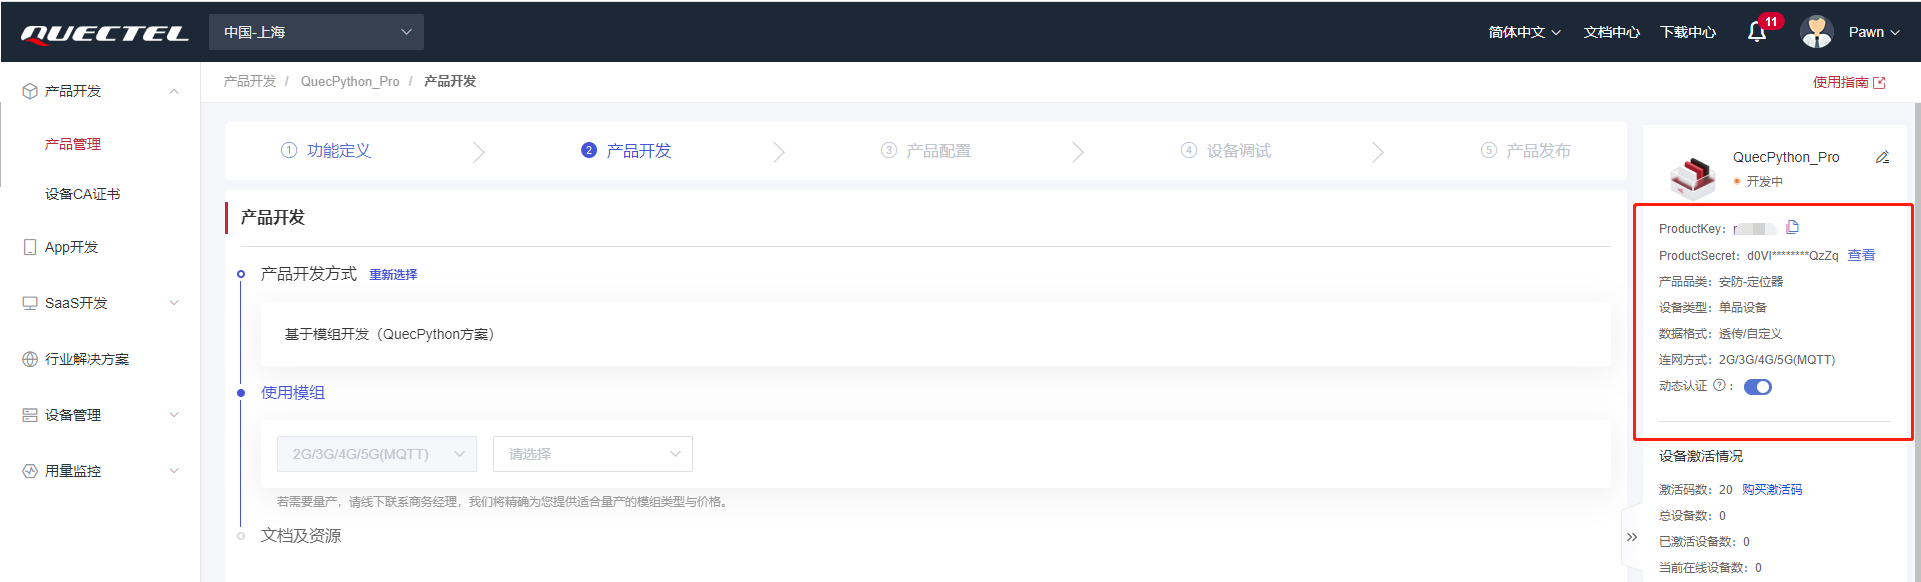 QUECTEL
中国-上海
简体中文
文档中心
下载中心
11
Pawn
产品开发
产品管理
设备CA证书
App开发
SaaS开发
行业解决方案
设备管理
用量监控
产品开发 / QuecPython_Pro / 产品开发
使用指南
1 功能定义
2 产品开发
3 产品配置
4 设备调试
5 产品发布
产品开发
产品开发方式 重新选择
基于模组开发（QuecPython方案）
使用模组
2G/3G/4G/5G(MQTT)
请选择
若需要量产，请线下联系商务经理，我们将精确为您提供适合量产的模组类型与价格。
文档及资源
QuecPython_Pro
开发中
ProductKey:
ProductSecret: d0VI********QzZq 查看
产品品类：安防-定位器
设备类型：单品设备
数据格式：透传/自定义
连网方式：2G/3G/4G/5G(MQTT)
动态认证 ? :
设备激活情况
激活码数：20 购买激活码
总设备数：0
已激活设备数：0
当前在线设备数：0